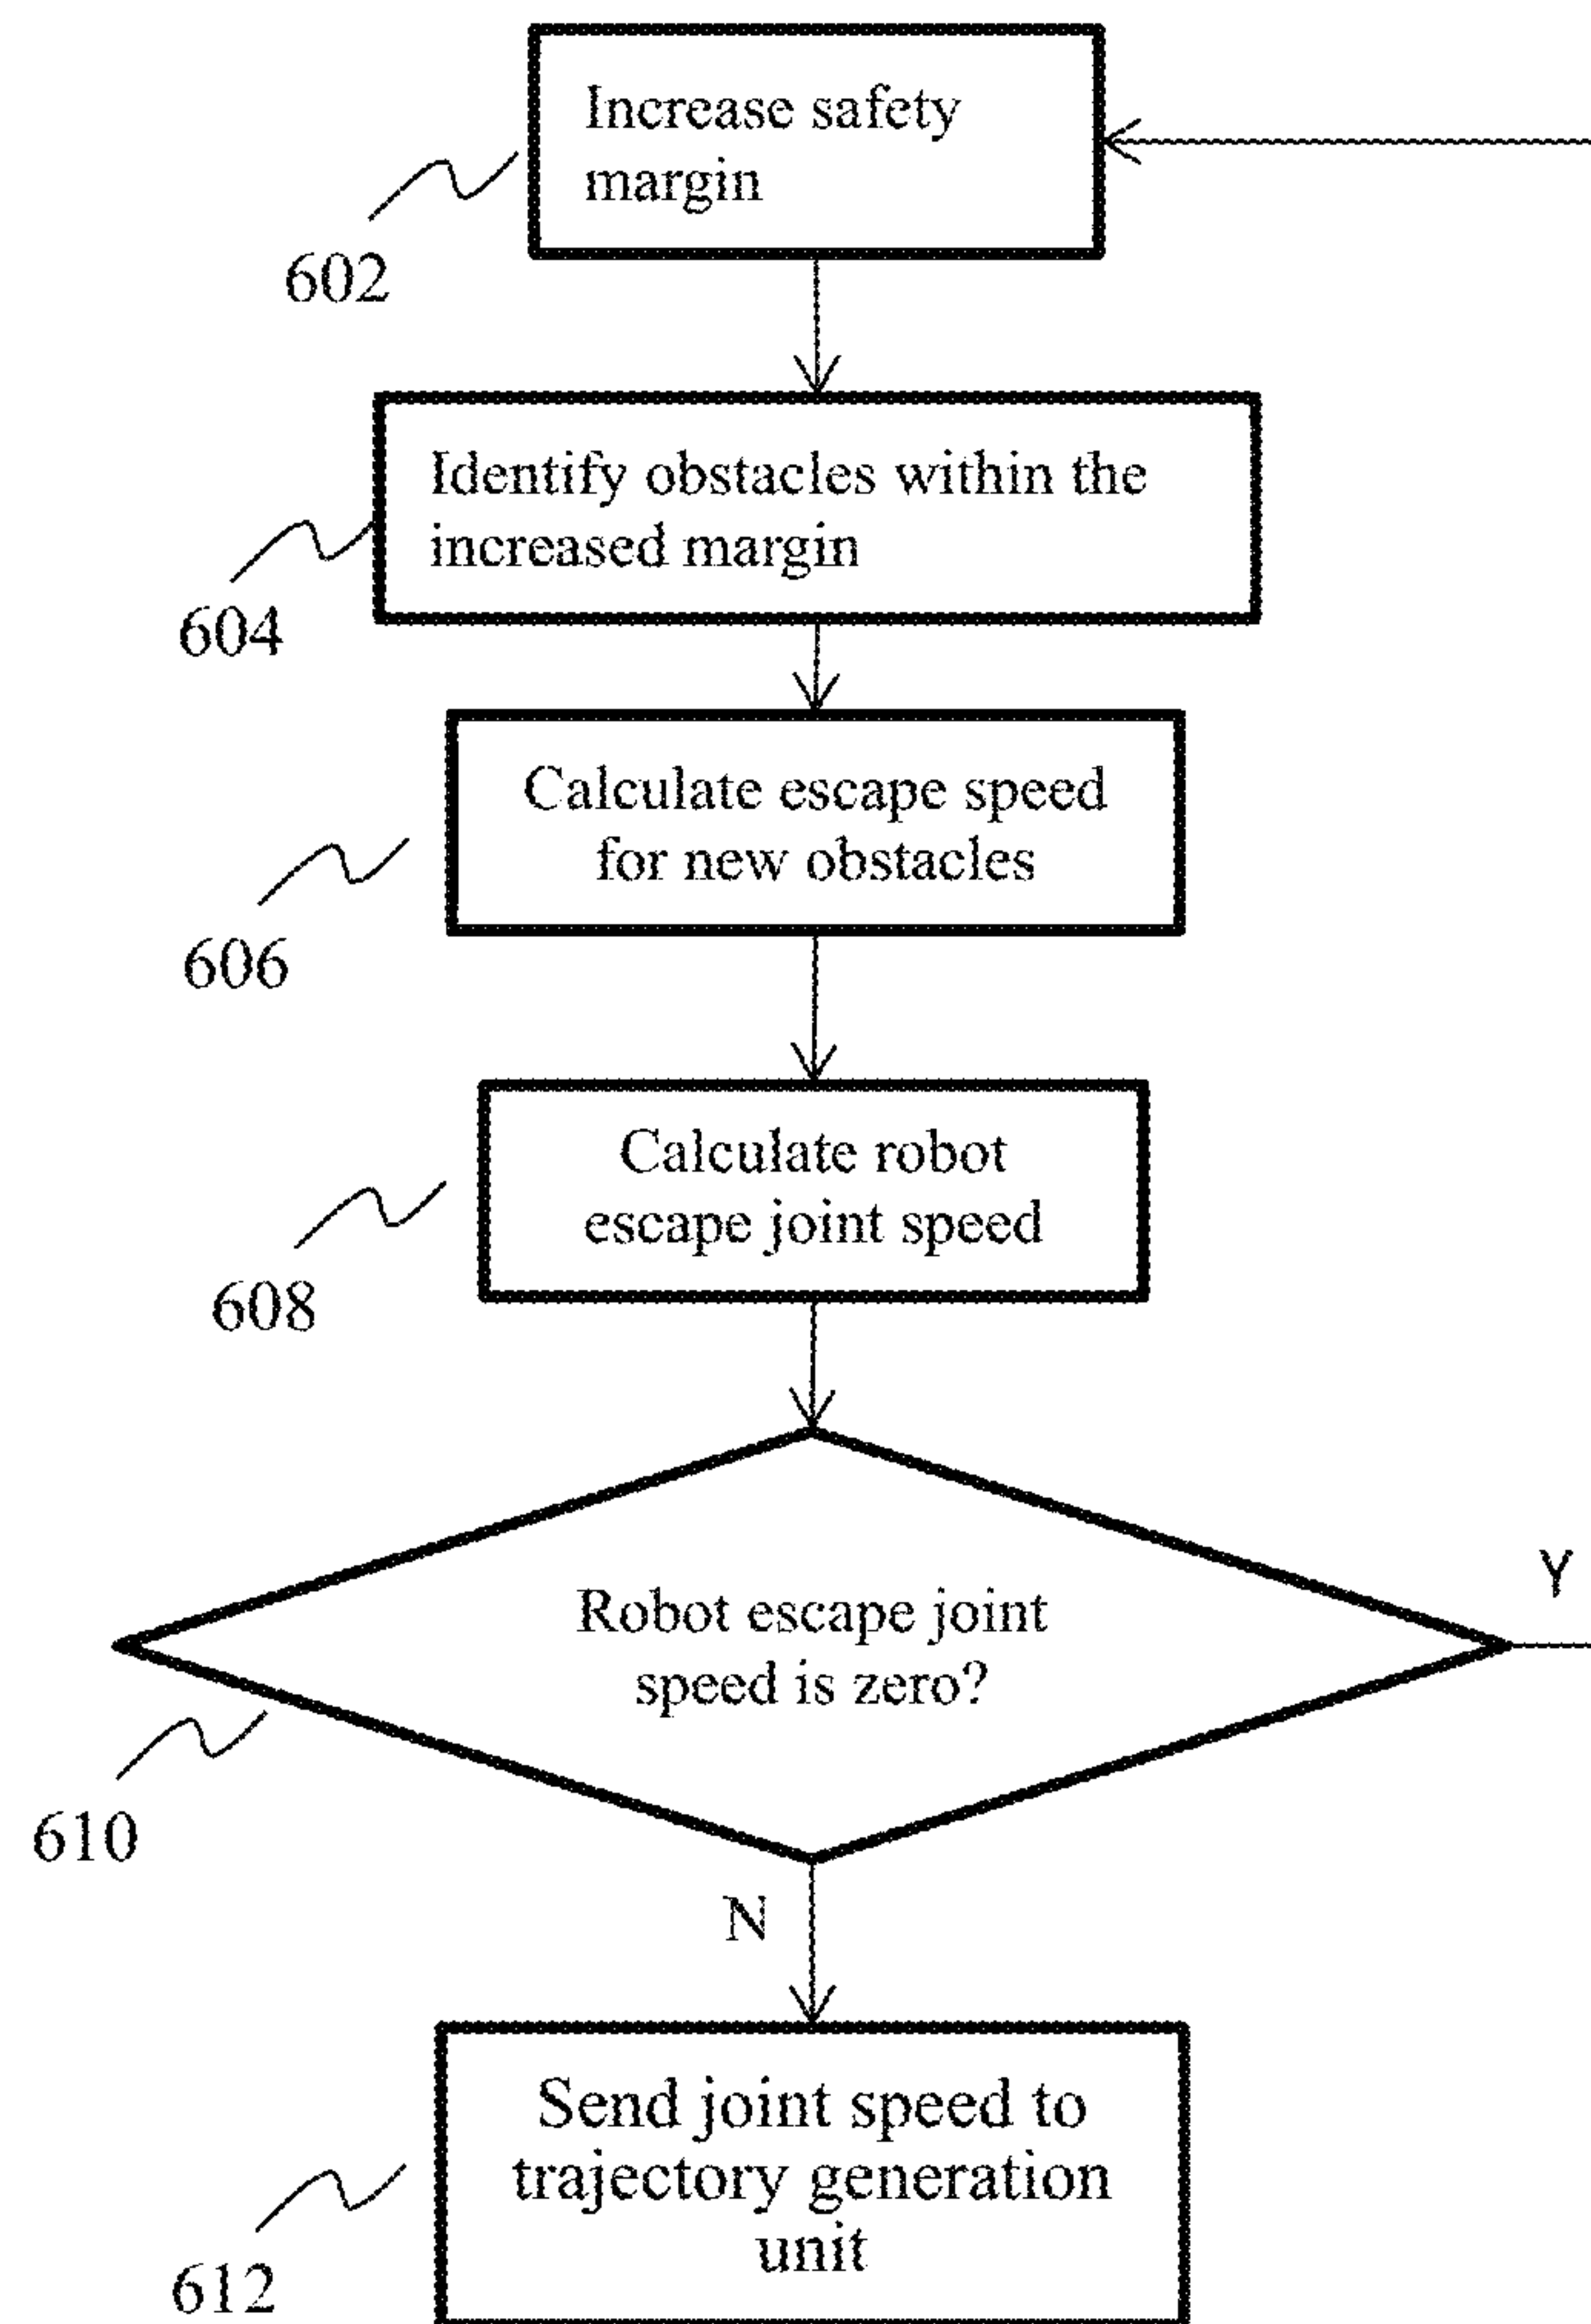 Increase safety
margin
602
Identify obstacles within the
increased margin
604
Calculate escape speed
for new obstacles
606
Calculate robot
escape joint speed
608
Y
Robot escape joint
speed is zero?
610
N
Send joint speed to
trajectory generation
unit
612